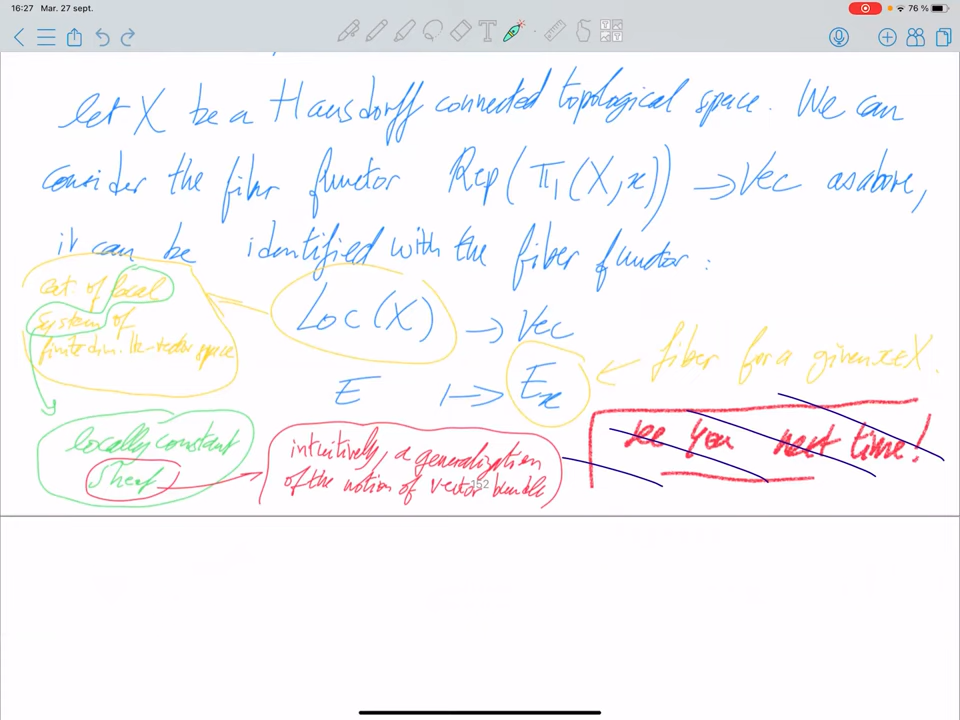 16:27 Mar. 27 sept.
76 %
let X be a Hausdorff connected topological space. We can
consider the fiber functor Rep(π₁(X,x)) → Vec as above,
it can be identified with the fiber functor :
cat. of local
system of
finite dim. lk-vector space
Loc(X) → Vec
E ↦ Eₓ
← fiber for a given x ∈ X.
locally constant
sheaf
intuitively, a generalization
of the notion of vector bundle
152
see you next time!